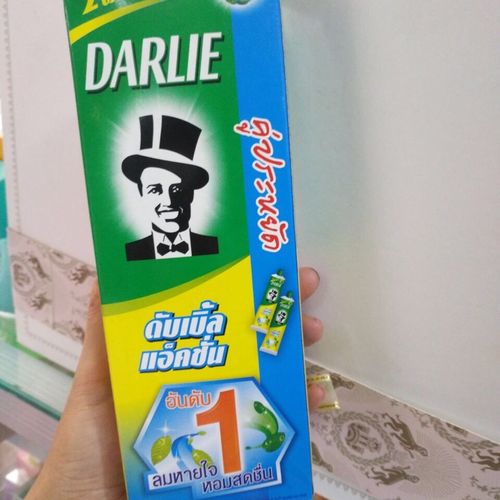 DARLIE
คู่ประหยัด
ดับเบิ้ล
แอ็คชั่น
อันดับ
1
ลมหายใจ
หอมสดชื่น